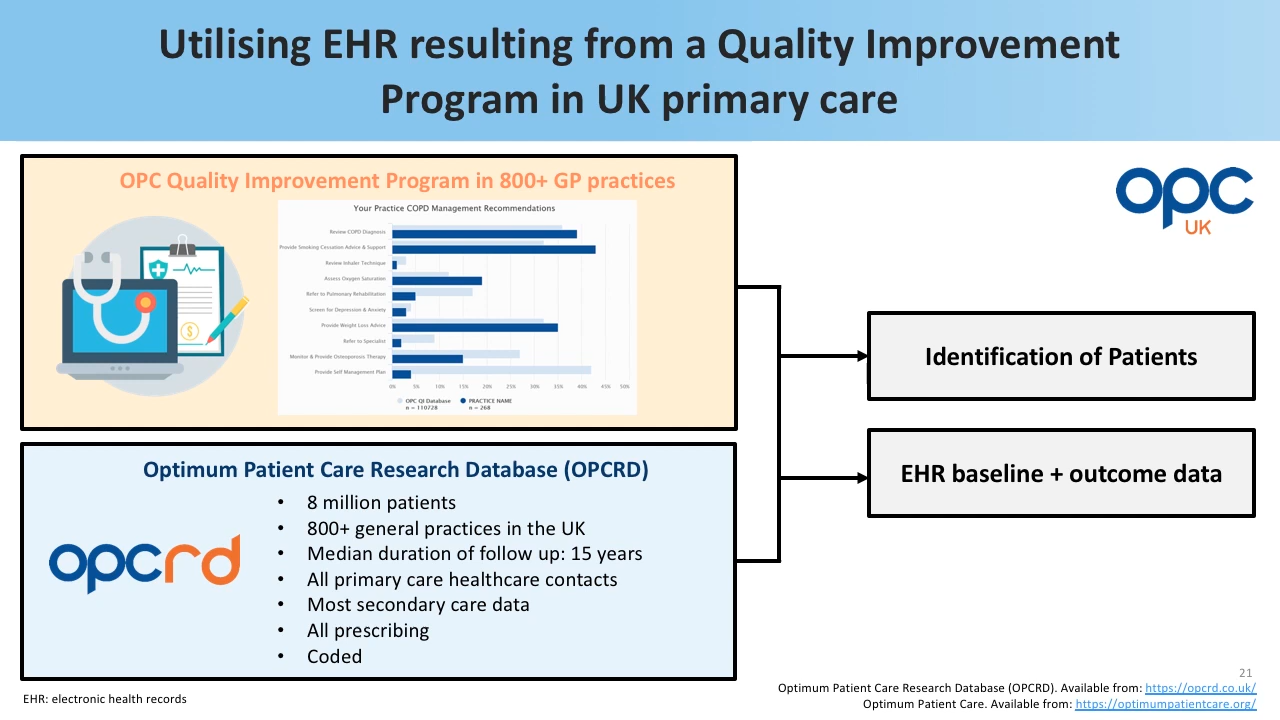 Utilising EHR resulting from a Quality Improvement
Program in UK primary care
OPC Quality Improvement Program in 800+ GP practices
Your Practice COPD Management Recommendations
Review COPD Diagnosis
Provide Smoking Cessation Advice & Support
Review Inhaler Technique
Assess Oxygen Saturation
Refer to Pulmonary Rehabilitation
Screen for Depression & Anxiety
Provide Weight Loss Advice
Refer to Specialist
Monitor & Provide Osteoporosis Therapy
Provide Self Management Plan
0% 5% 10% 15% 20% 25% 30% 35% 40% 45% 50%
OPC QI Database PRACTICE NAME
n = 110728 n = 268
$
opc
UK
Identification of Patients
EHR baseline + outcome data
Optimum Patient Care Research Database (OPCRD)
opcrd
• 8 million patients
• 800+ general practices in the UK
• Median duration of follow up: 15 years
• All primary care healthcare contacts
• Most secondary care data
• All prescribing
• Coded
21
EHR: electronic health records
Optimum Patient Care Research Database (OPCRD). Available from: https://opcrd.co.uk/
Optimum Patient Care. Available from: https://optimumpatientcare.org/